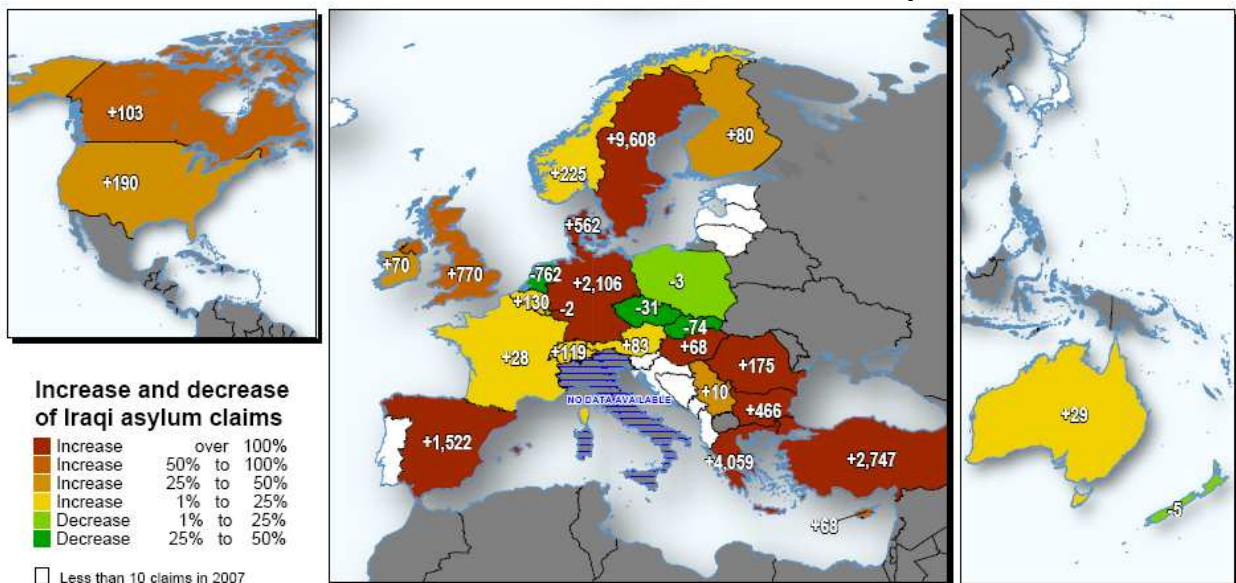 +103
+190
+9,608
+80
+225
+562
+70
+770
-762
+2,106
-3
+130
-2
-31
-74
+28
+119
+83
+68
+175
+10
NO DATA AVAILABLE
+466
+1,522
+4,059
+2,747
+68
+29
-5
Increase and decrease
of Iraqi asylum claims
Increase over 100%
Increase 50% to 100%
Increase 25% to 50%
Increase 1% to 25%
Decrease 1% to 25%
Decrease 25% to 50%
Less than 10 claims in 2007